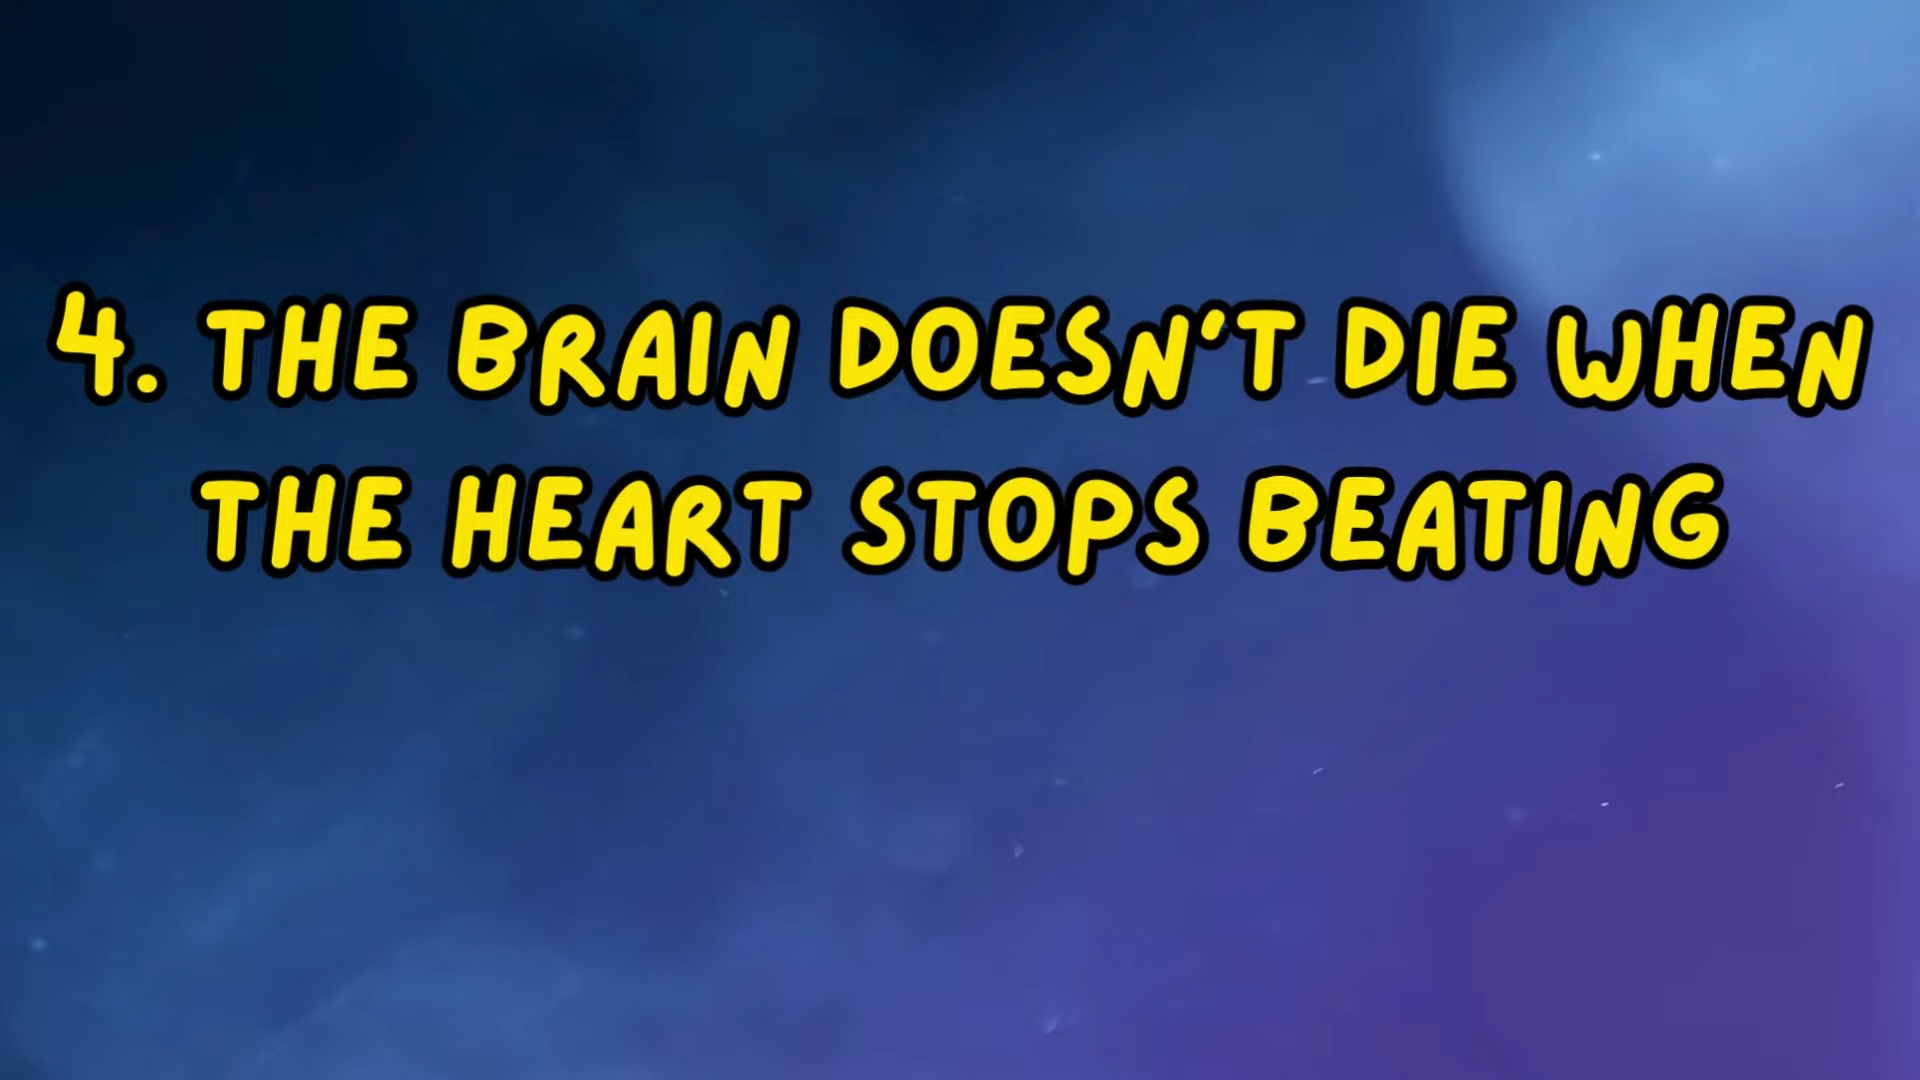 4. THE BRAIN DOESN'T DIE WHEN
THE HEART STOPS BEATING